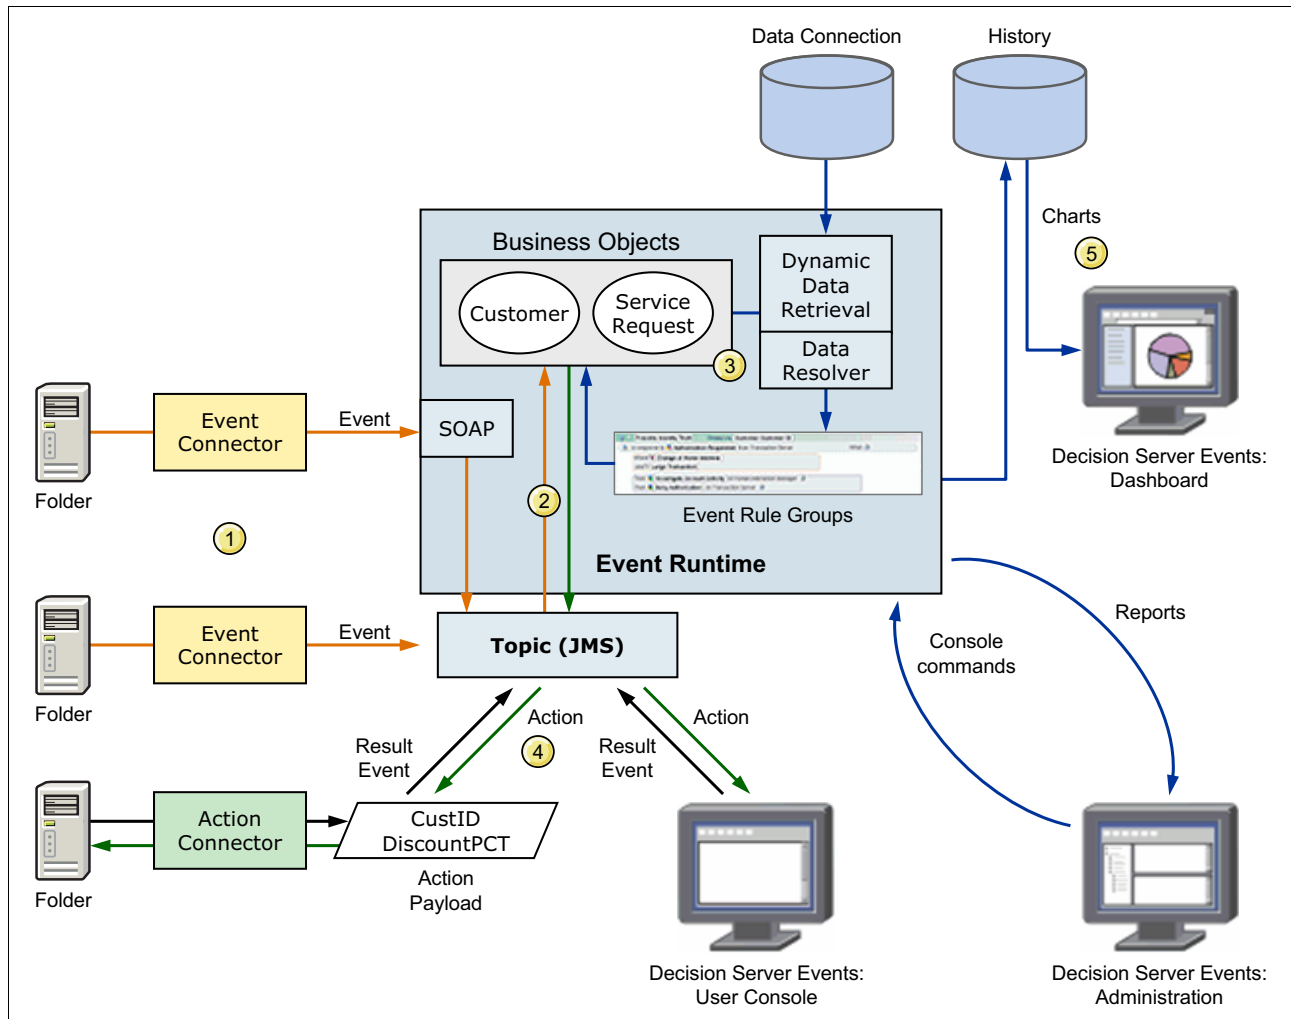 Data Connection
History
Charts
5
Business Objects
Customer
Service
Request
Dynamic
Data
Retrieval
Data
Resolver
3
Event
Connector
Event
SOAP
Folder
Event Rule Groups
Decision Server Events:
Dashboard
1
2
Event Runtime
Event
Connector
Event
Topic (JMS)
Folder
Console
commands
Reports
Action
4
Result
Event
Action
Result
Event
Action
Connector
CustID
DiscountPCT
Folder
Action
Payload
Decision Server Events:
User Console
Decision Server Events:
Administration